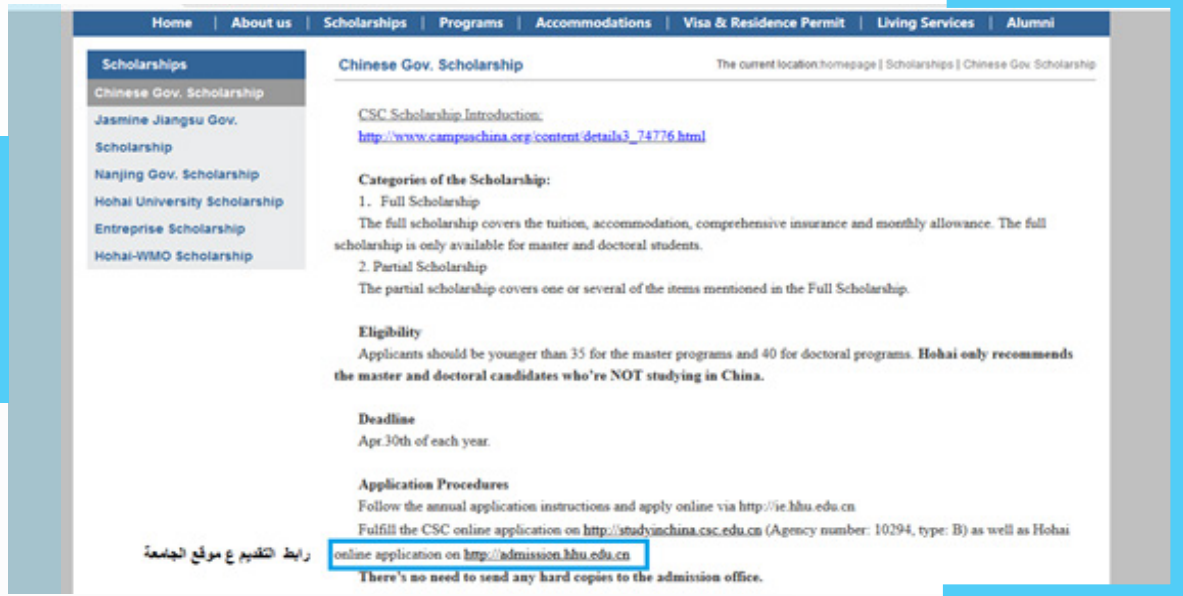 Home | About us | Scholarships | Programs | Accommodations | Visa & Residence Permit | Living Services | Alumni
Scholarships
Chinese Gov. Scholarship
Jasmine Jiangsu Gov.
Scholarship
Nanjing Gov. Scholarship
Hohai University Scholarship
Entreprise Scholarship
Hohai-WMO Scholarship
Chinese Gov. Scholarship
The current location:homepage | Scholarships | Chinese Gov. Scholarship
CSC Scholarship Introduction:
http://www.campuschina.org/content/details3_74776.html
Categories of the Scholarship:
1. Full Scholarship
The full scholarship covers the tuition, accommodation, comprehensive insurance and monthly allowance. The full
scholarship is only available for master and doctoral students.
2. Partial Scholarship
The partial scholarship covers one or several of the items mentioned in the Full Scholarship.
Eligibility
Applicants should be younger than 35 for the master programs and 40 for doctoral programs. Hohai only recommends
the master and doctoral candidates who're NOT studying in China.
Deadline
Apr.30th of each year.
Application Procedures
Follow the annual application instructions and apply online via http://ie.hhu.edu.cn
Fulfill the CSC online application on http://studyinchina.csc.edu.cn (Agency number: 10294, type: B) as well as Hohai
online application on http://admission.hhu.edu.cn
رابط التقديم ع موقع الجامعة
There's no need to send any hard copies to the admission office.